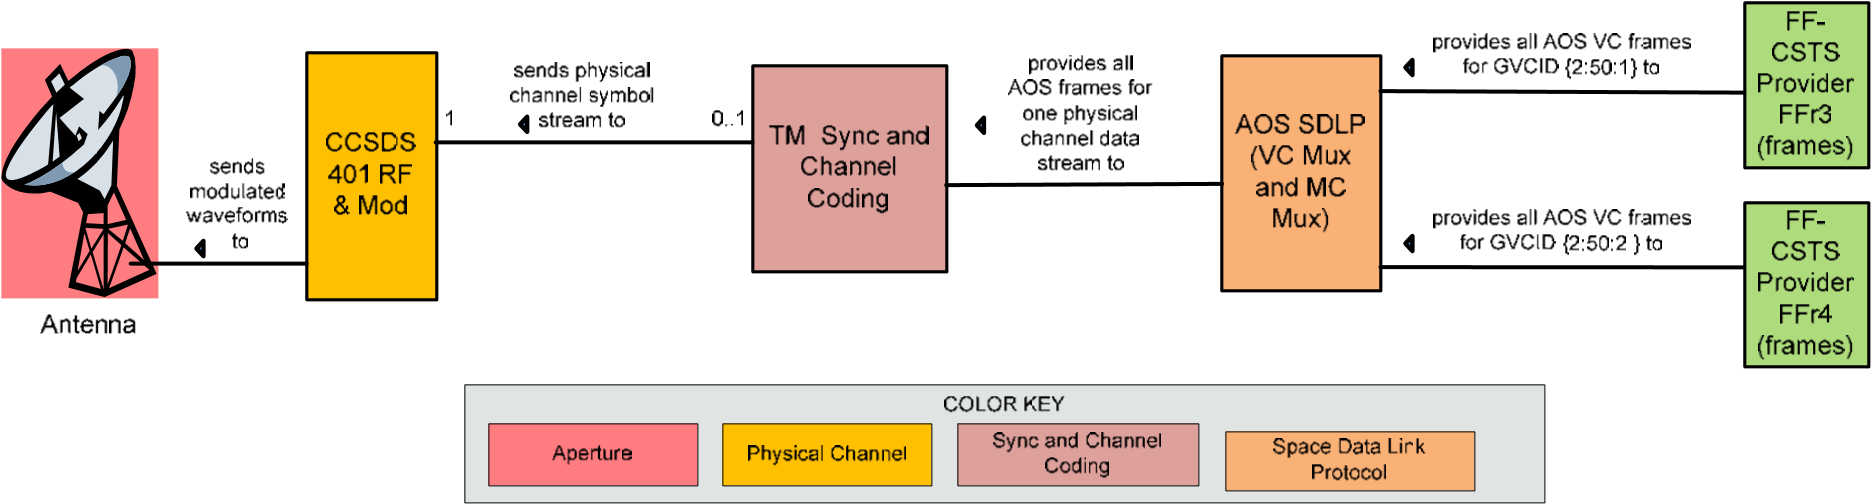 Antenna
sends
modulated
waveforms
to
CCSDS
401 RF
& Mod
1
sends physical
channel symbol
stream to
0..1
TM Sync and
Channel
Coding
provides all
AOS frames for
one physical
channel data
stream to
AOS SDLP
(VC Mux
and MC
Mux)
provides all AOS VC frames
for GVCID {2:50:1} to
FF-
CSTS
Provider
FFr3
(frames)
provides all AOS VC frames
for GVCID {2:50:2 } to
FF-
CSTS
Provider
FFr4
(frames)
COLOR KEY
Aperture
Physical Channel
Sync and Channel
Coding
Space Data Link
Protocol